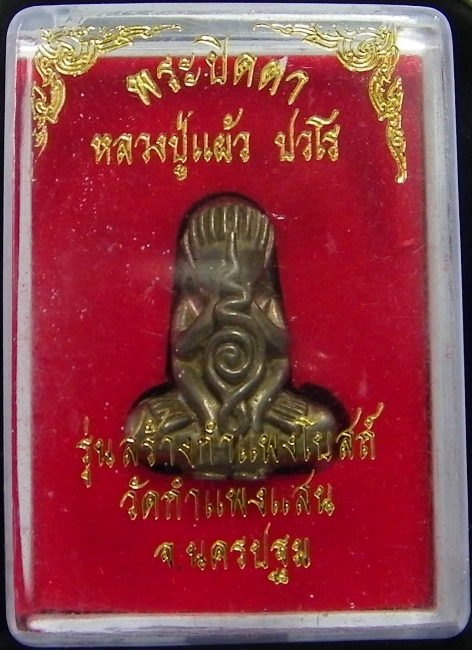 พระปิดตา
หลวงปู่แผ้ว ปวโร
รุ่นสร้างกำแพงโบสถ์
วัดกำแพงแสน
จ.นครปฐม